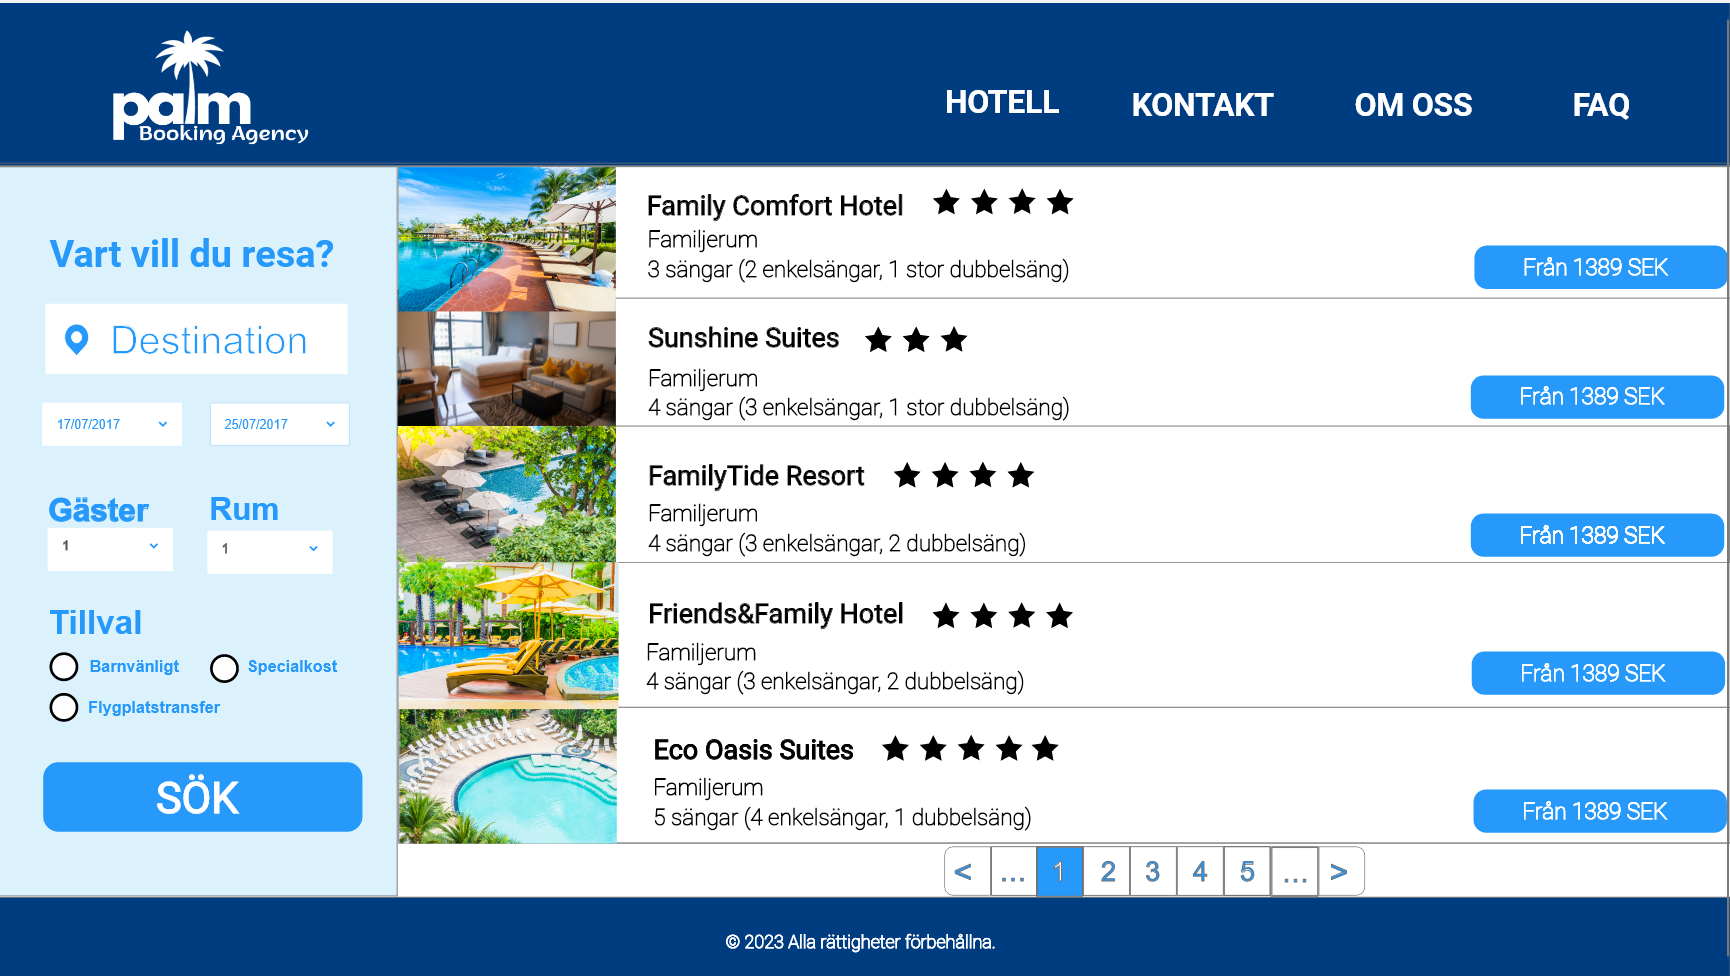 palm
Booking Agency
HOTELL KONTAKT OM OSS FAQ
Vart vill du resa?
Destination
17/07/2017 25/07/2017
Gäster Rum
1 1
Tillval
Barnvänligt Specialkost
Flygplatstransfer
SÖK
Family Comfort Hotel
Familjerum
3 sängar (2 enkelsängar, 1 stor dubbelsäng)
Från 1389 SEK
Sunshine Suites
Familjerum
4 sängar (3 enkelsängar, 1 stor dubbelsäng)
Från 1389 SEK
FamilyTide Resort
Familjerum
4 sängar (3 enkelsängar, 2 dubbelsäng)
Från 1389 SEK
Friends&Family Hotel
Familjerum
4 sängar (3 enkelsängar, 2 dubbelsäng)
Från 1389 SEK
Eco Oasis Suites
Familjerum
5 sängar (4 enkelsängar, 1 dubbelsäng)
Från 1389 SEK
< ... 1 2 3 4 5 ... >
© 2023 Alla rättigheter förbehållna.